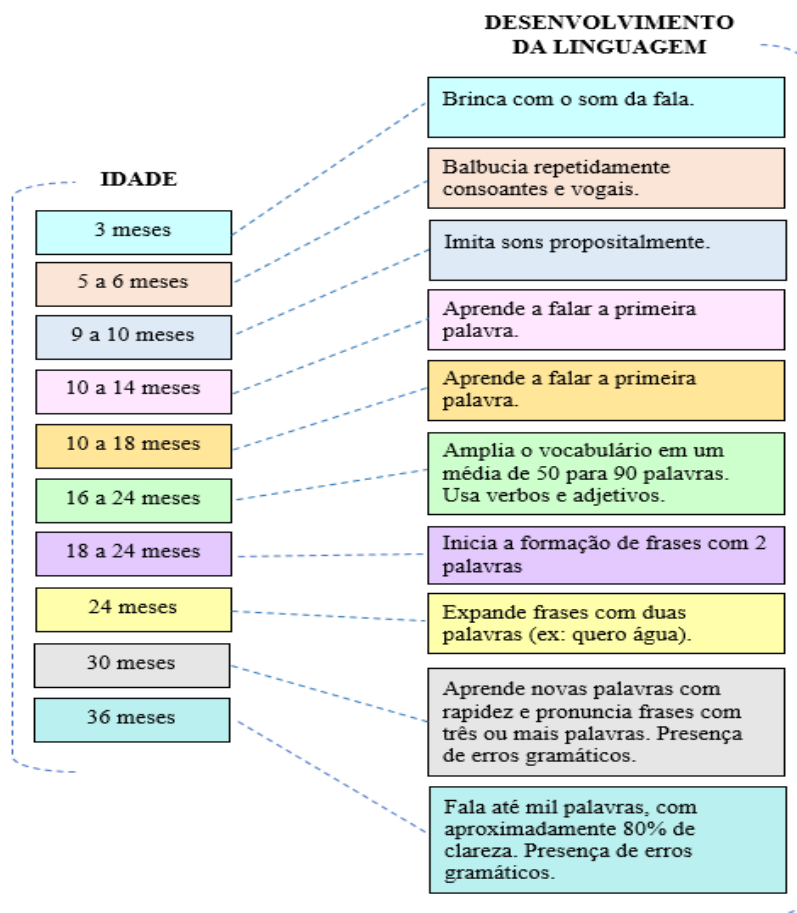 DESENVOLVIMENTO
DA LINGUAGEM
IDADE
3 meses
5 a 6 meses
9 a 10 meses
10 a 14 meses
10 a 18 meses
16 a 24 meses
18 a 24 meses
24 meses
30 meses
36 meses
Brinca com o som da fala.
Balbucia repetidamente
consoantes e vogais.
Imita sons propositalmente.
Aprende a falar a primeira
palavra.
Aprende a falar a primeira
palavra.
Amplia o vocabulário em um
média de 50 para 90 palavras.
Usa verbos e adjetivos.
Inicia a formação de frases com 2
palavras
Expande frases com duas
palavras (ex: quero água).
Aprende novas palavras com
rapidez e pronuncia frases com
três ou mais palavras. Presença
de erros gramáticos.
Fala até mil palavras, com
aproximadamente 80% de
clareza. Presença de erros
gramáticos.